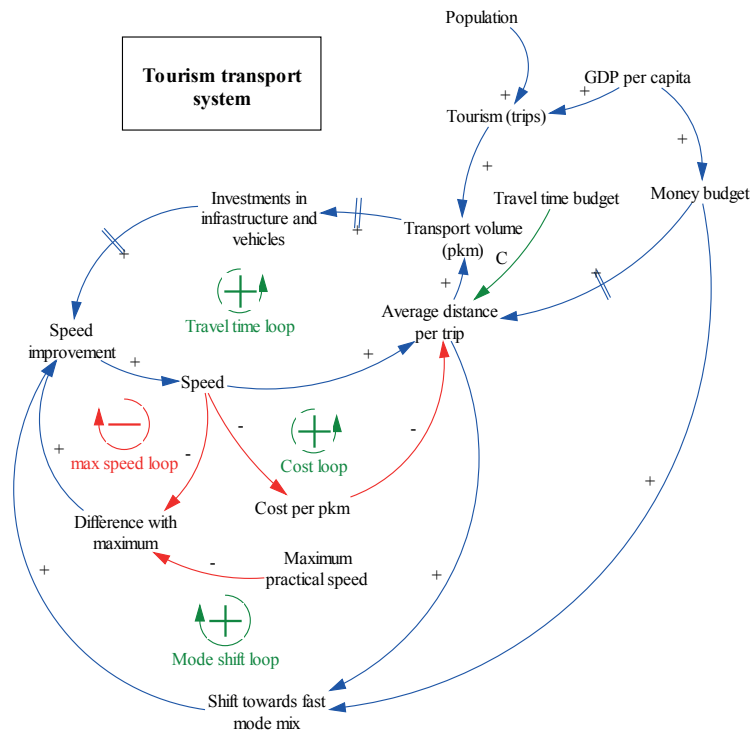 Population
Tourism transport
system
GDP per capita
+
+
Tourism (trips)
+
+
Investments in
infrastructure and
vehicles
Travel time budget
Money budget
+
Transport volume
(pkm)
C
+
+
+
Travel time loop
Average distance
per trip
Speed
improvement
+
+
Speed
-
-
-
+
max speed loop
Cost loop
Cost per pkm
+
Difference with
maximum
Maximum
practical speed
-
+
+
Mode shift loop
Shift towards fast
mode mix